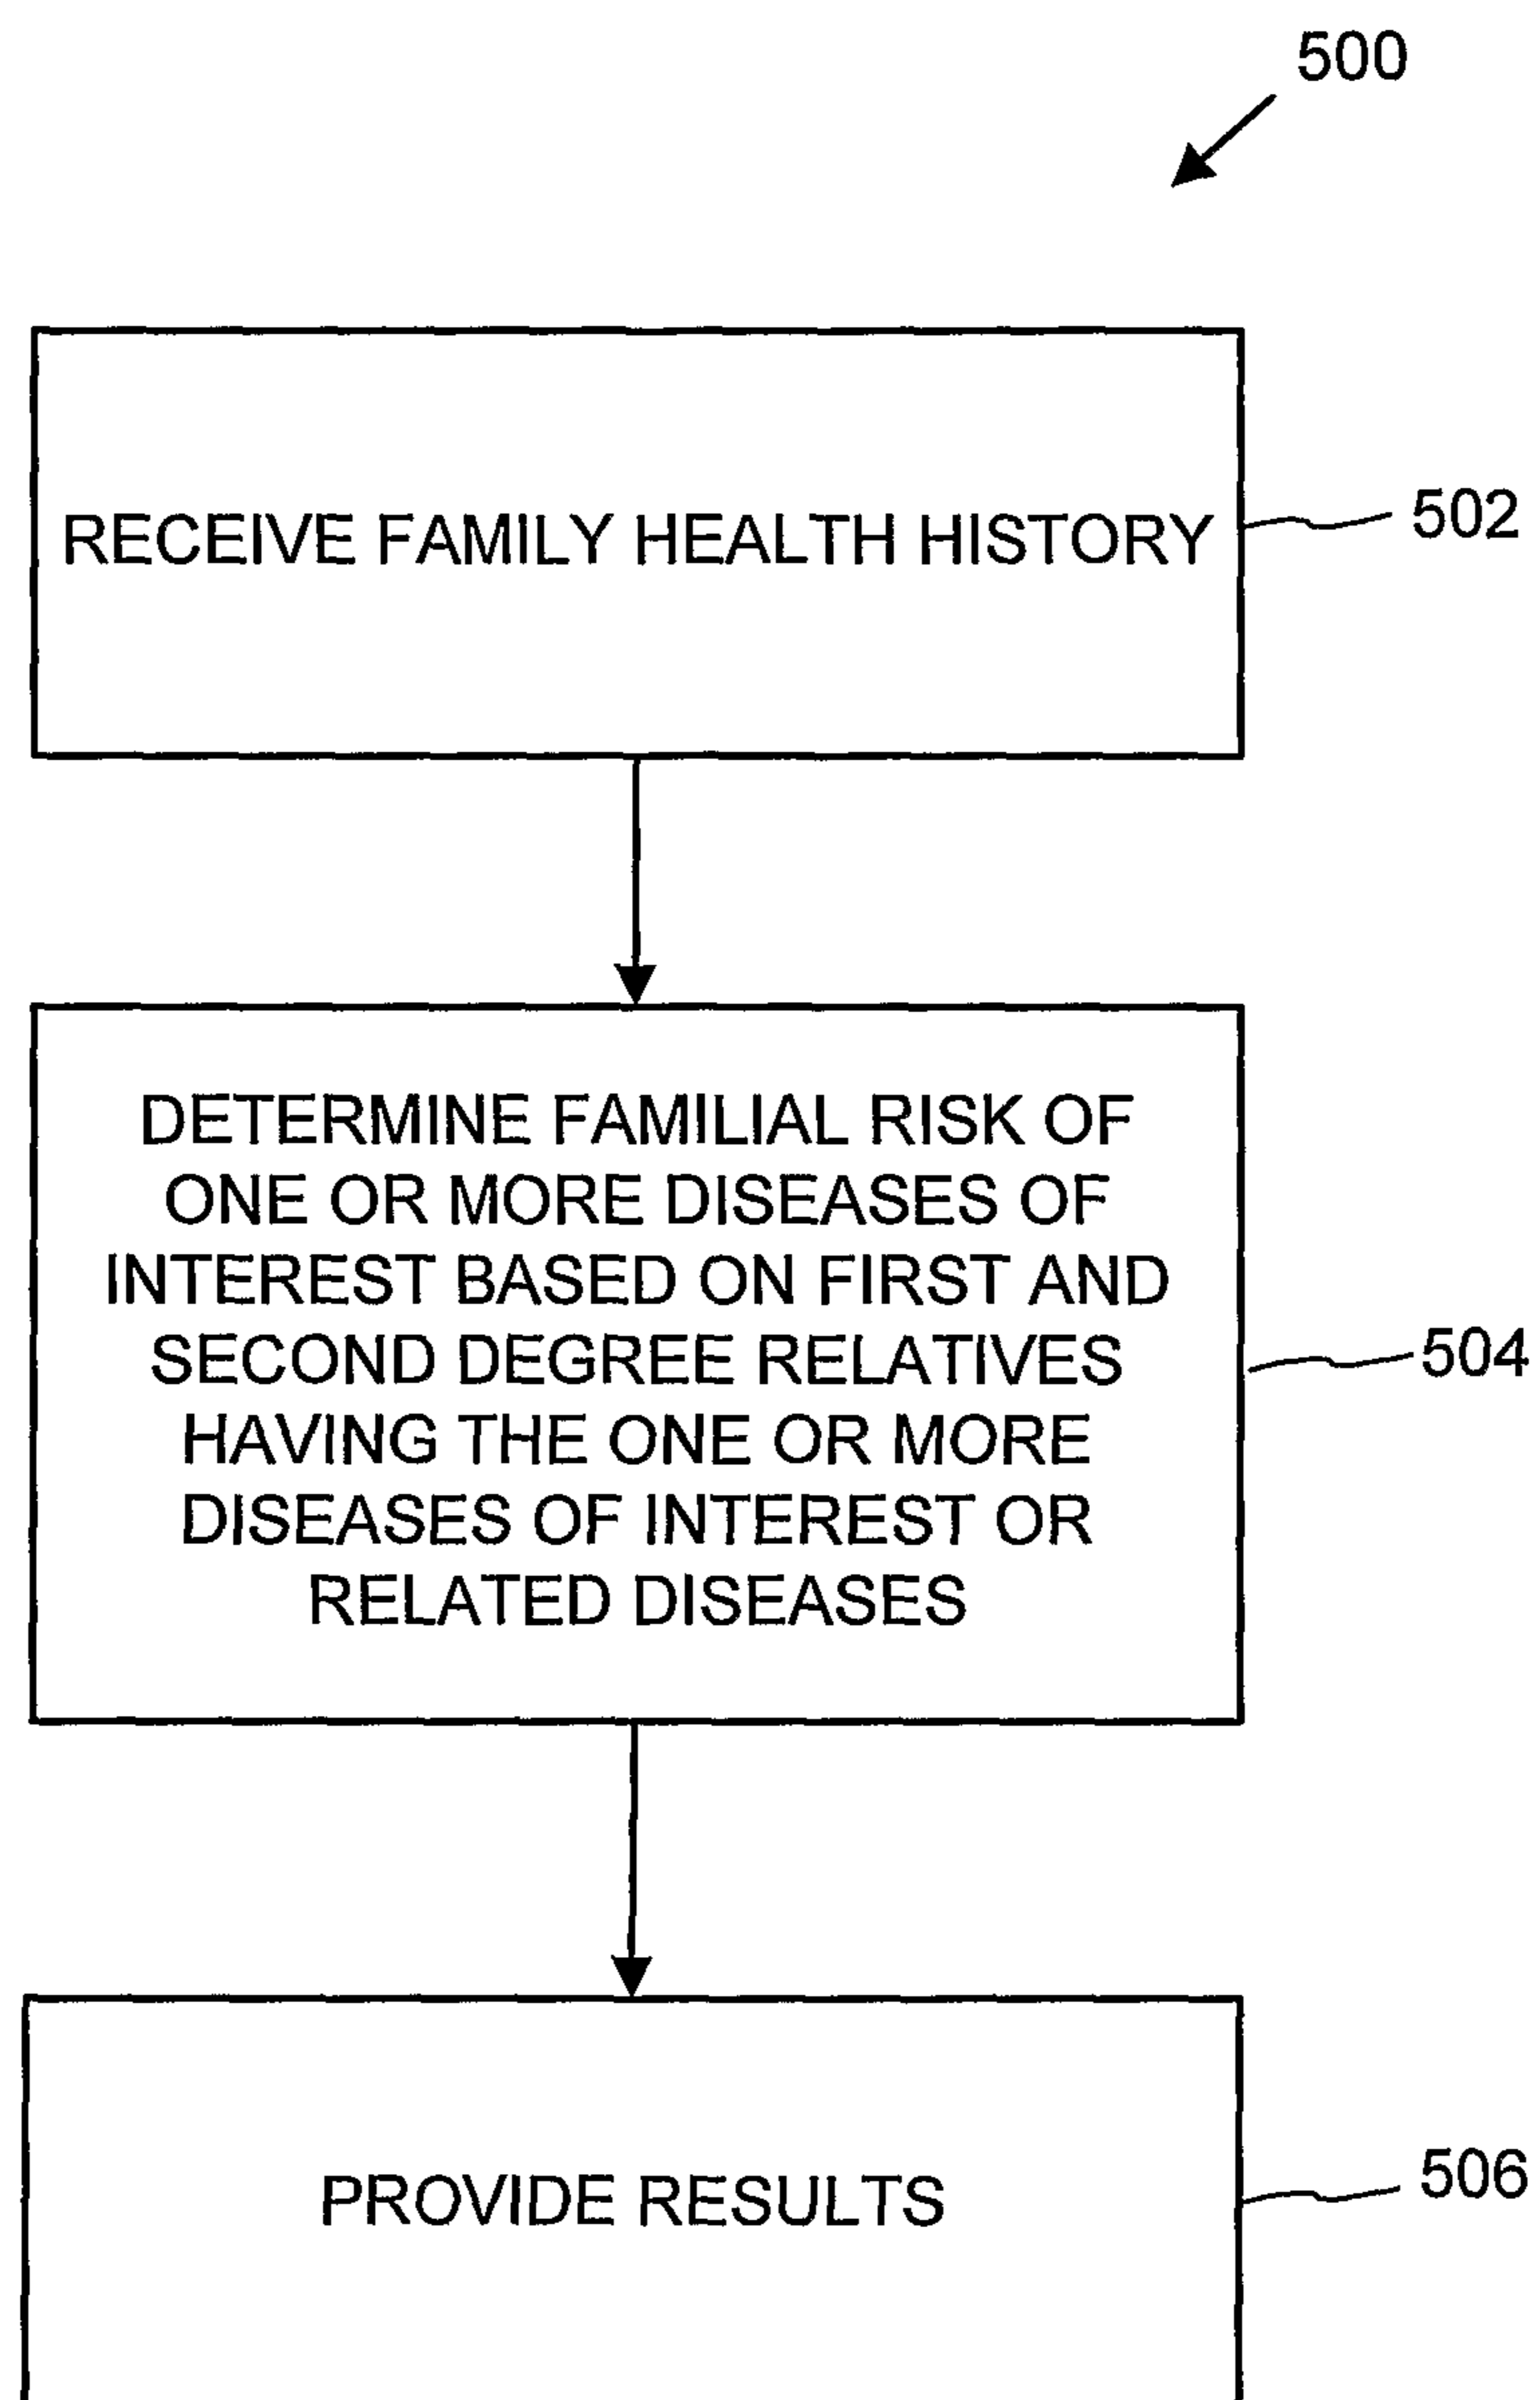 500
RECEIVE FAMILY HEALTH HISTORY
502
DETERMINE FAMILIAL RISK OF
ONE OR MORE DISEASES OF
INTEREST BASED ON FIRST AND
SECOND DEGREE RELATIVES
HAVING THE ONE OR MORE
DISEASES OF INTEREST OR
RELATED DISEASES
504
PROVIDE RESULTS
506